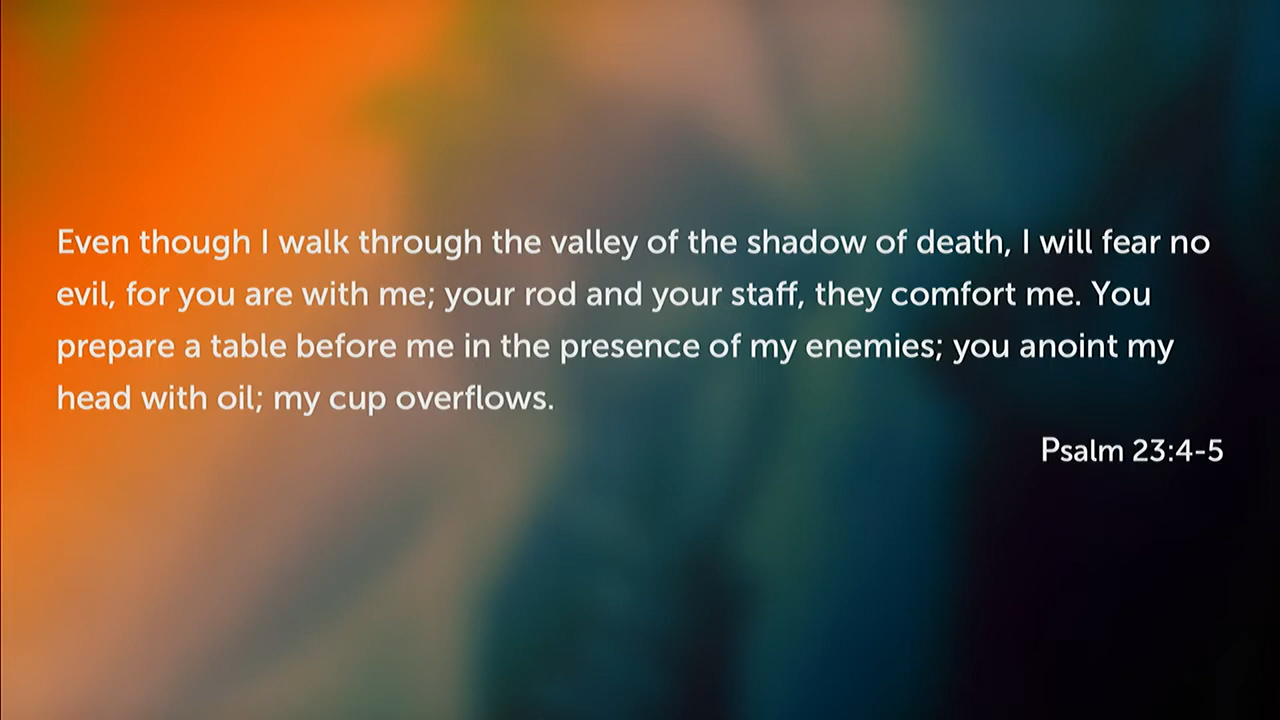 Even though I walk through the valley of the shadow of death, I will fear no
evil, for you are with me; your rod and your staff, they comfort me. You
prepare a table before me in the presence of my enemies; you anoint my
head with oil; my cup overflows.
Psalm 23:4-5